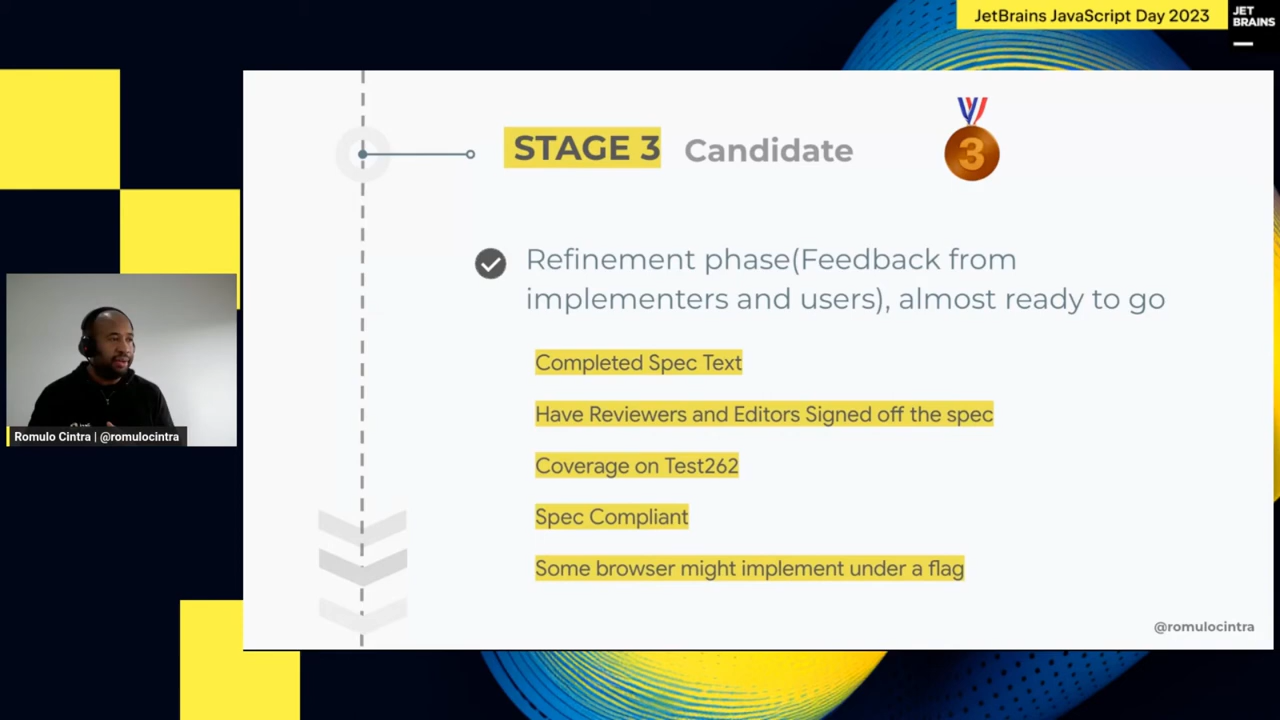 JetBrains JavaScript Day 2023
JET
BRAINS
STAGE 3 Candidate
3
Refinement phase(Feedback from
implementers and users), almost ready to go
Completed Spec Text
Have Reviewers and Editors Signed off the spec
Coverage on Test262
Spec Compliant
Some browser might implement under a flag
Romulo Cintra | @romulocintra
@romulocintra